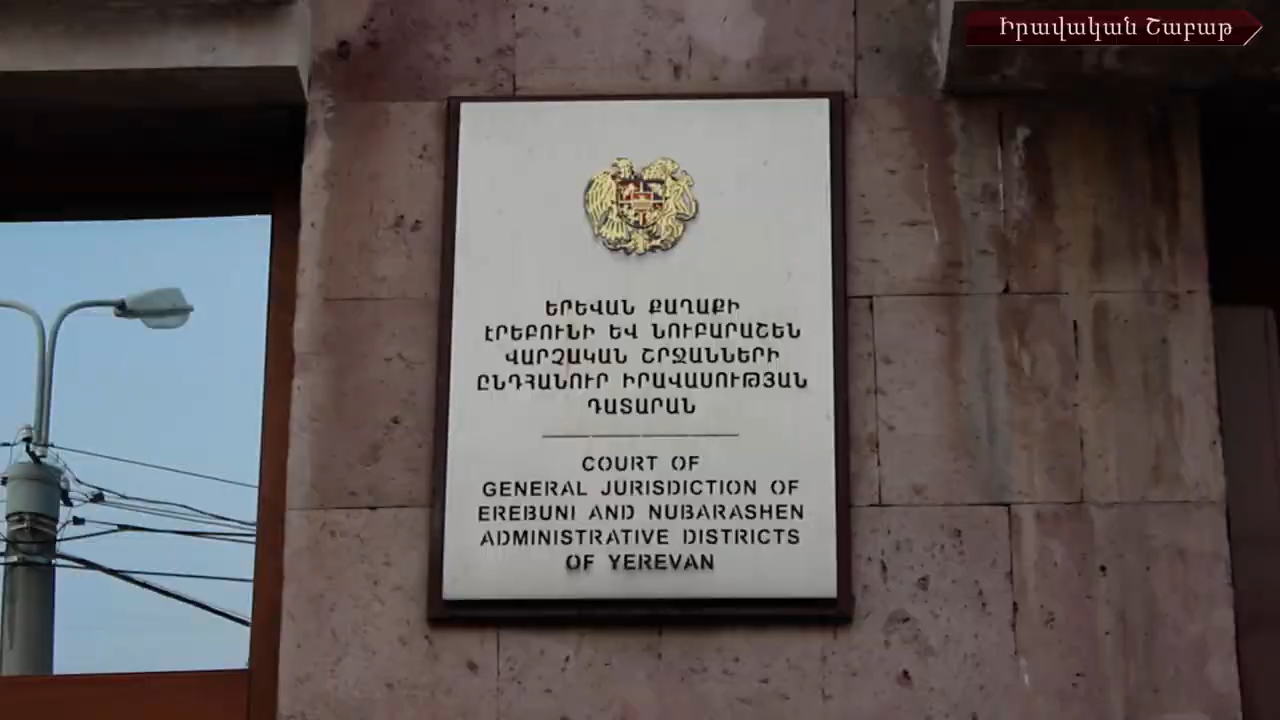 Իրավական Շաբաթ
ԵՐԵՎԱՆ ՔԱՂԱՔԻ
ԷՐԵԲՈՒՆԻ ԵՎ ՆՈՒԲԱՐԱՇԵՆ
ՎԱՐՉԱԿԱՆ ՇՐՋԱՆՆԵՐԻ
ԸՆԴՀԱՆՈՒՐ ԻՐԱՎԱՍՈՒԹՅԱՆ
ԴԱՏԱՐԱՆ
COURT OF
GENERAL JURISDICTION OF
EREBUNI AND NUBARASHEN
ADMINISTRATIVE DISTRICTS
OF YEREVAN